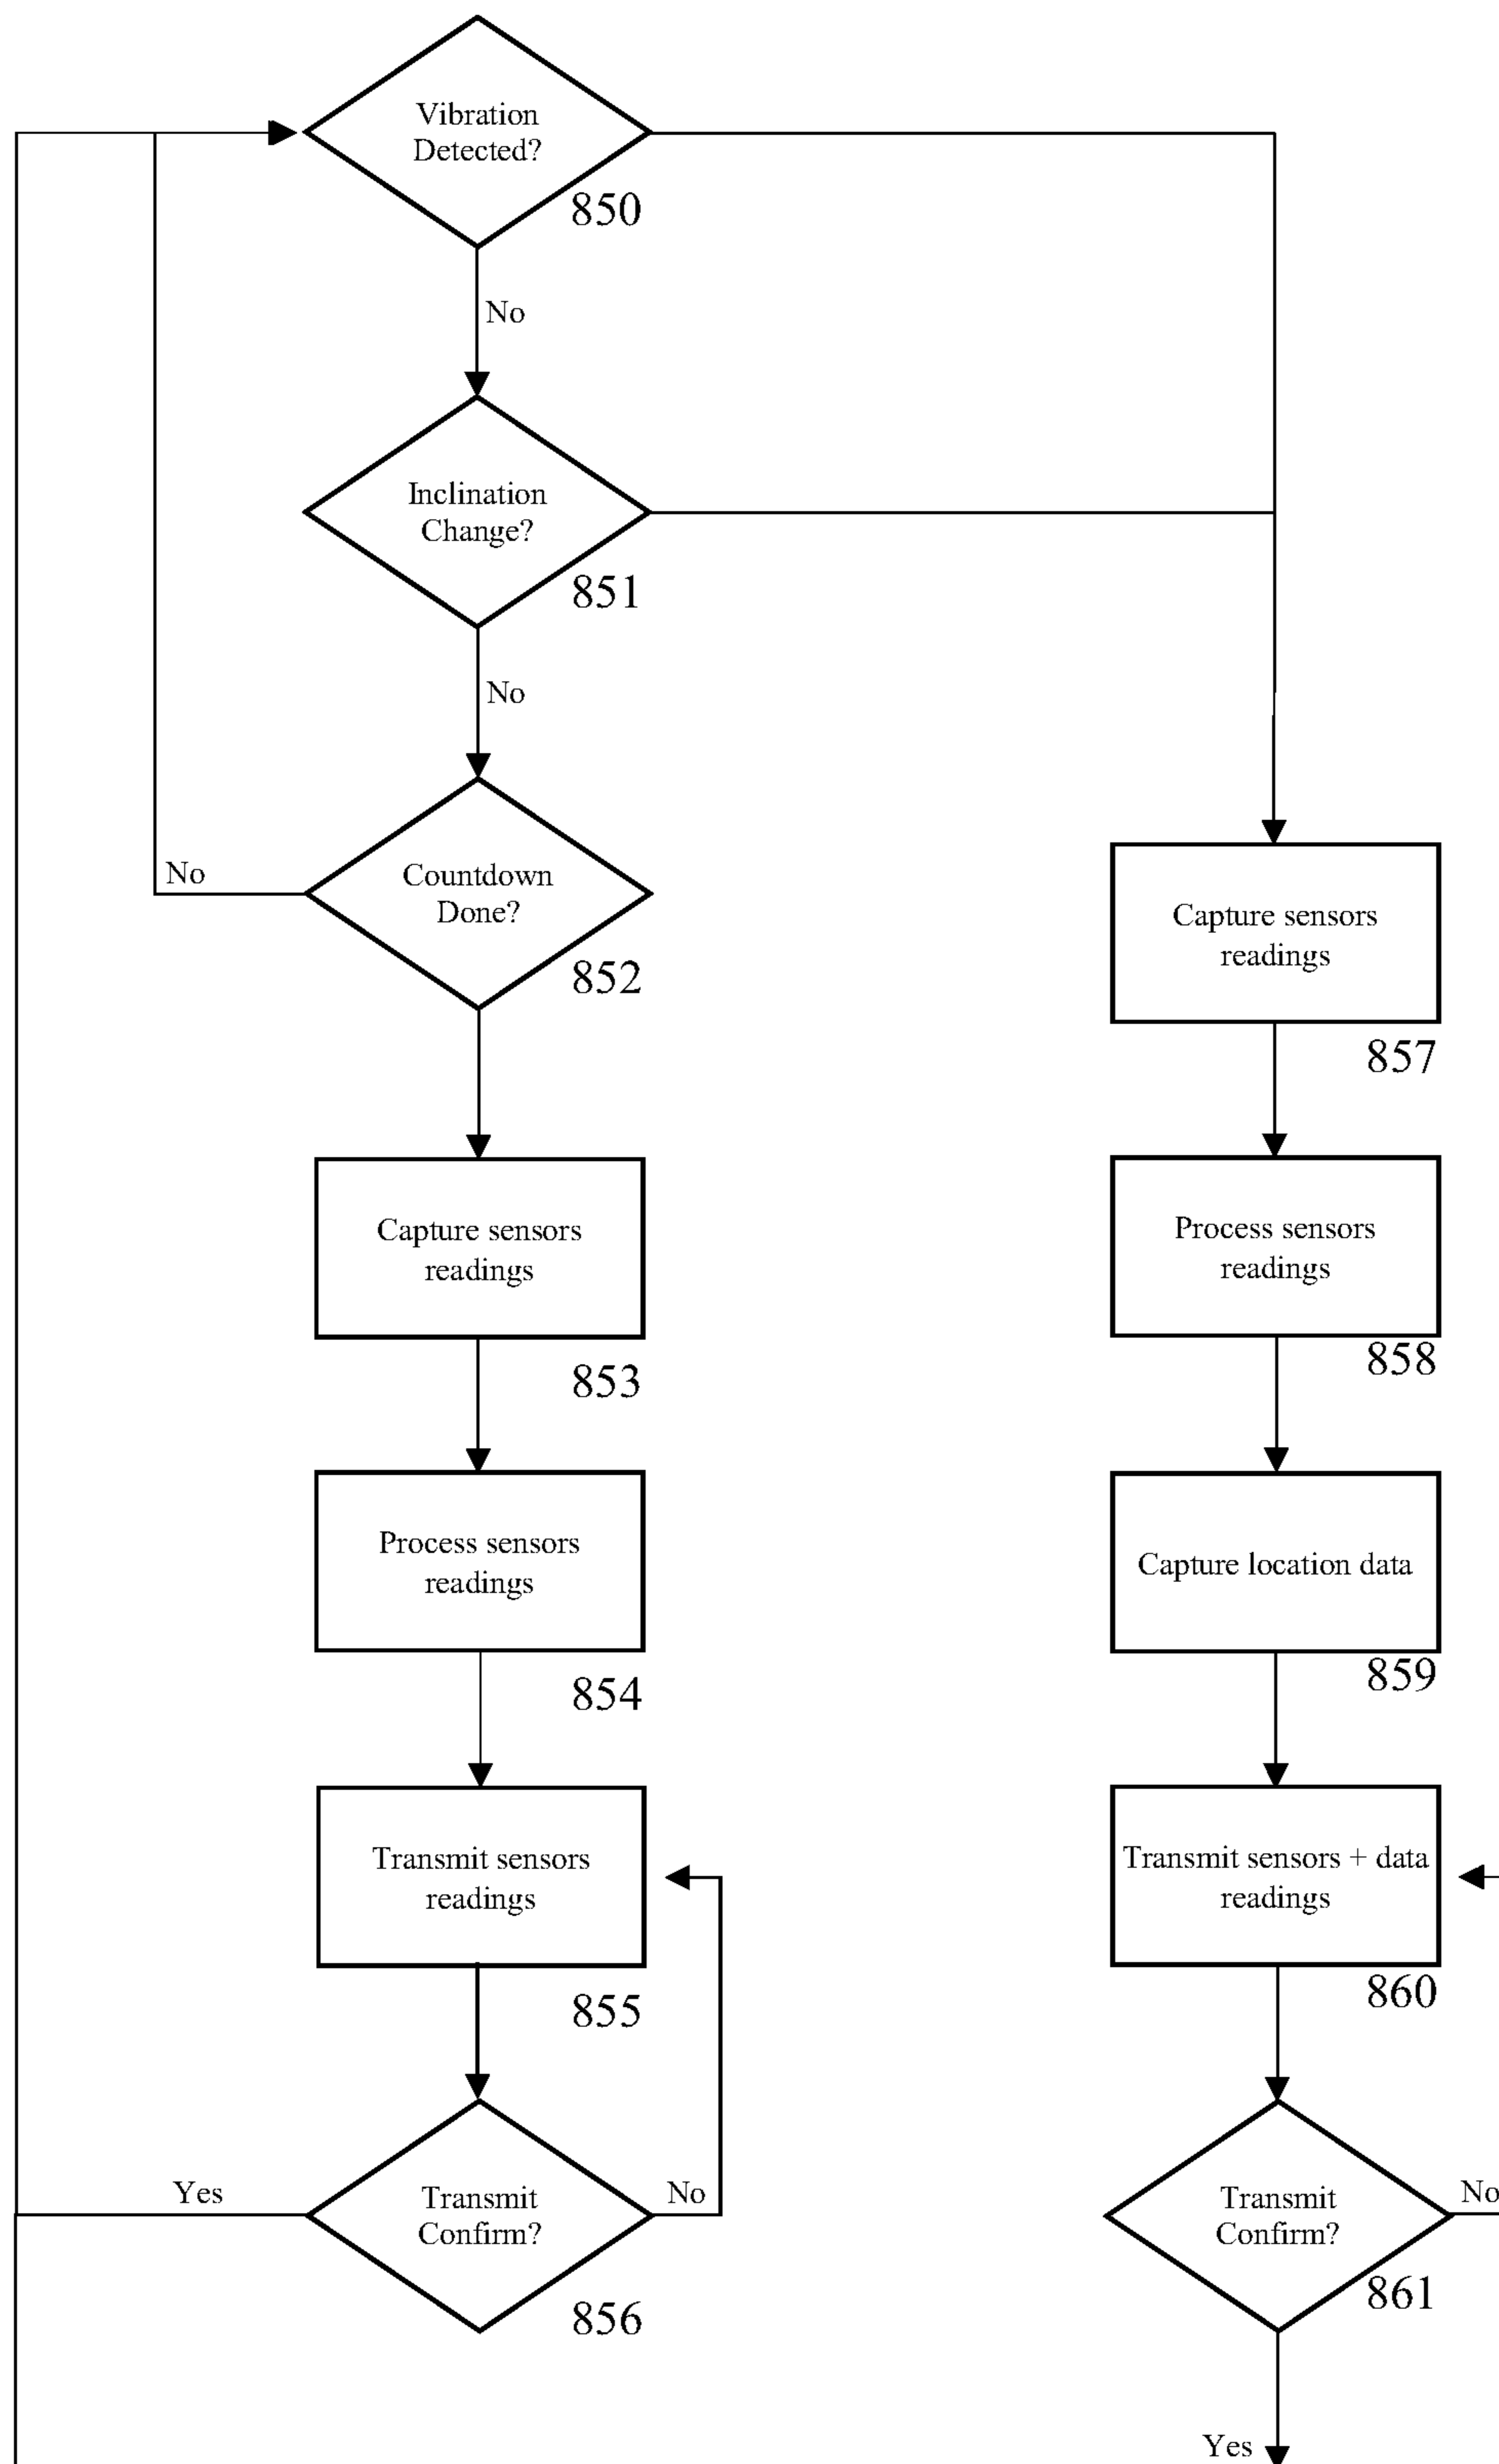 Vibration
Detected?
850
No
Inclination
Change?
851
No
Countdown
Done?
No
852
Capture sensors
readings
853
Process sensors
readings
854
Transmit sensors
readings
855
Transmit
Confirm?
Yes
No
856
Capture sensors
readings
857
Process sensors
readings
858
Capture location data
859
Transmit sensors + data
readings
860
Transmit
Confirm?
No
861
Yes